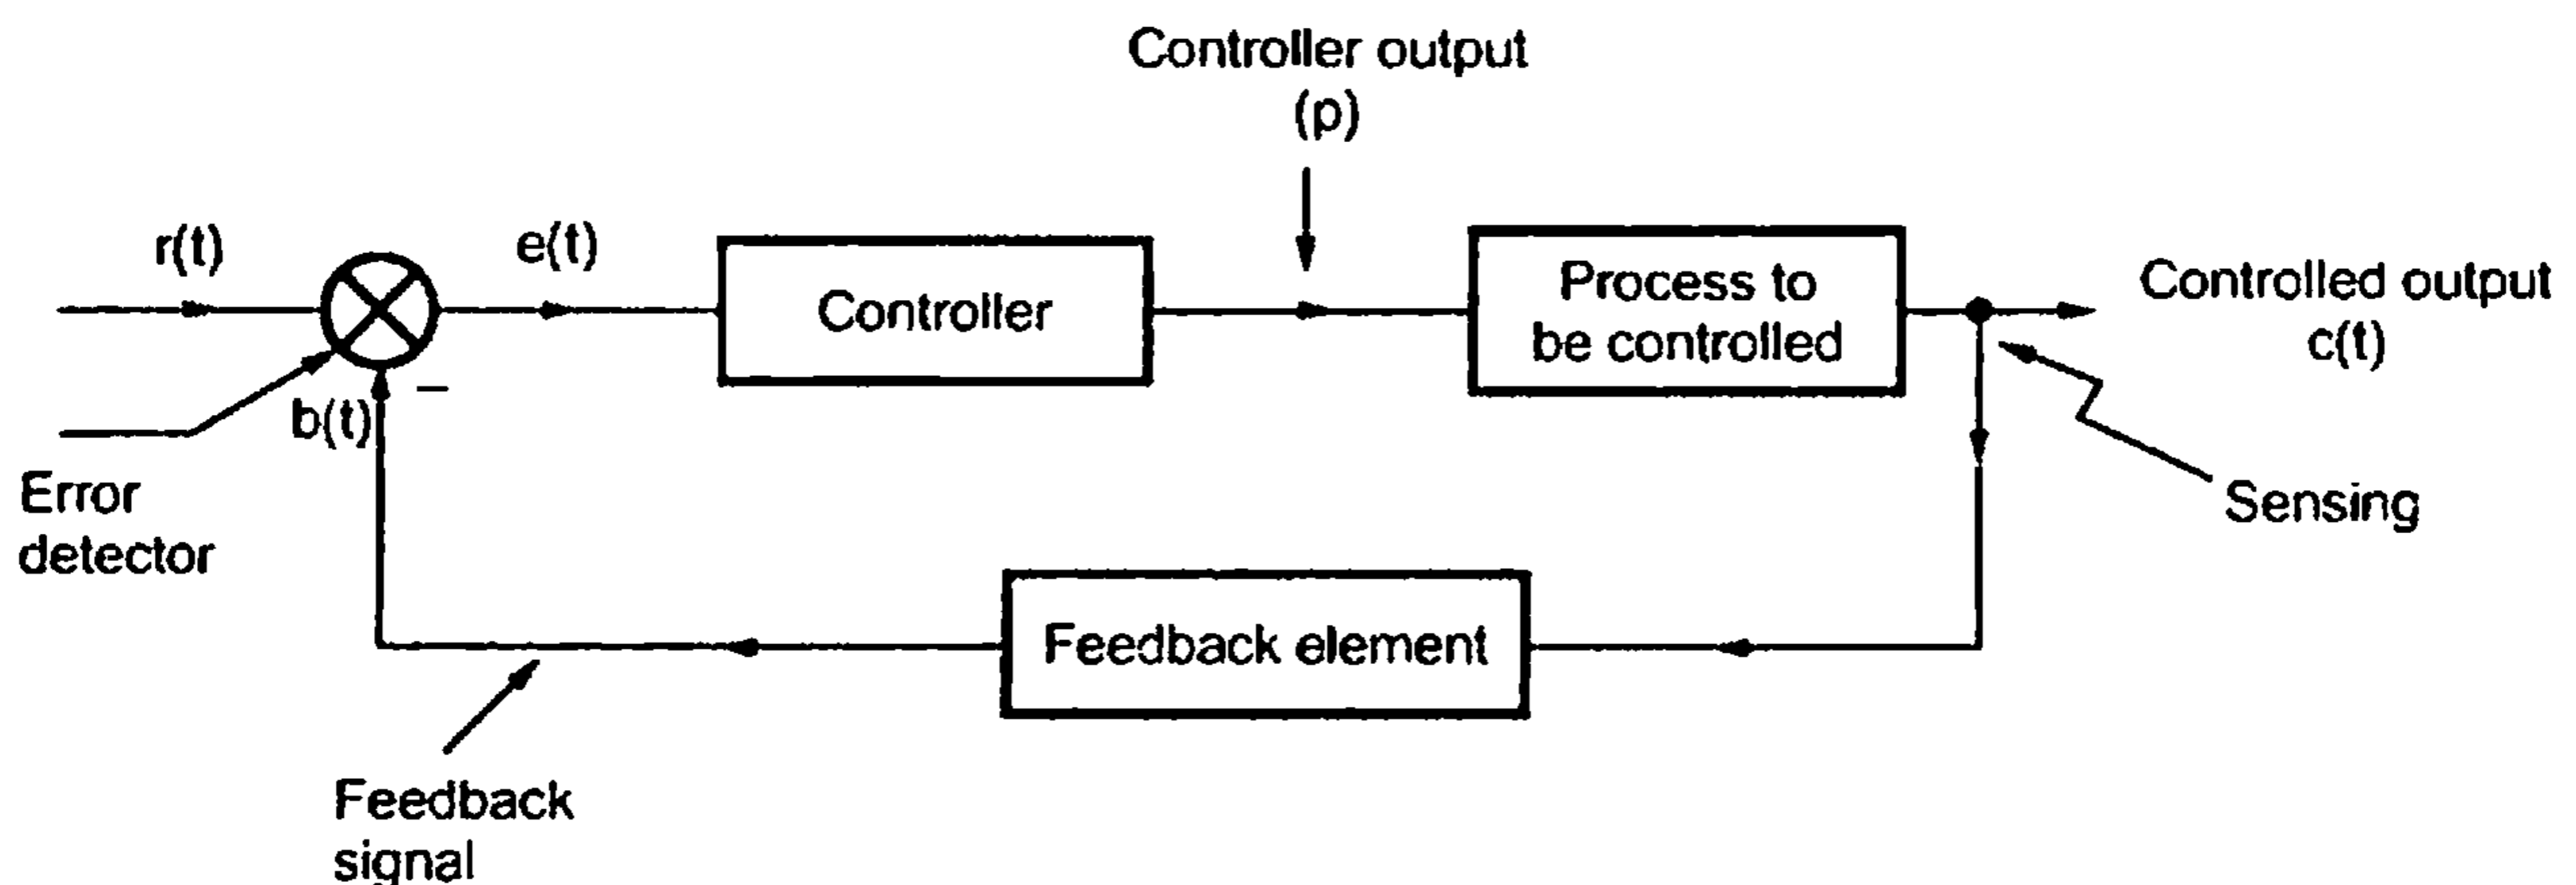 Controller output
(p)
r(t)
e(t)
Controller
Process to
be controlled
Controlled output
c(t)
b(t)
–
Error
detector
Sensing
Feedback element
Feedback
signal